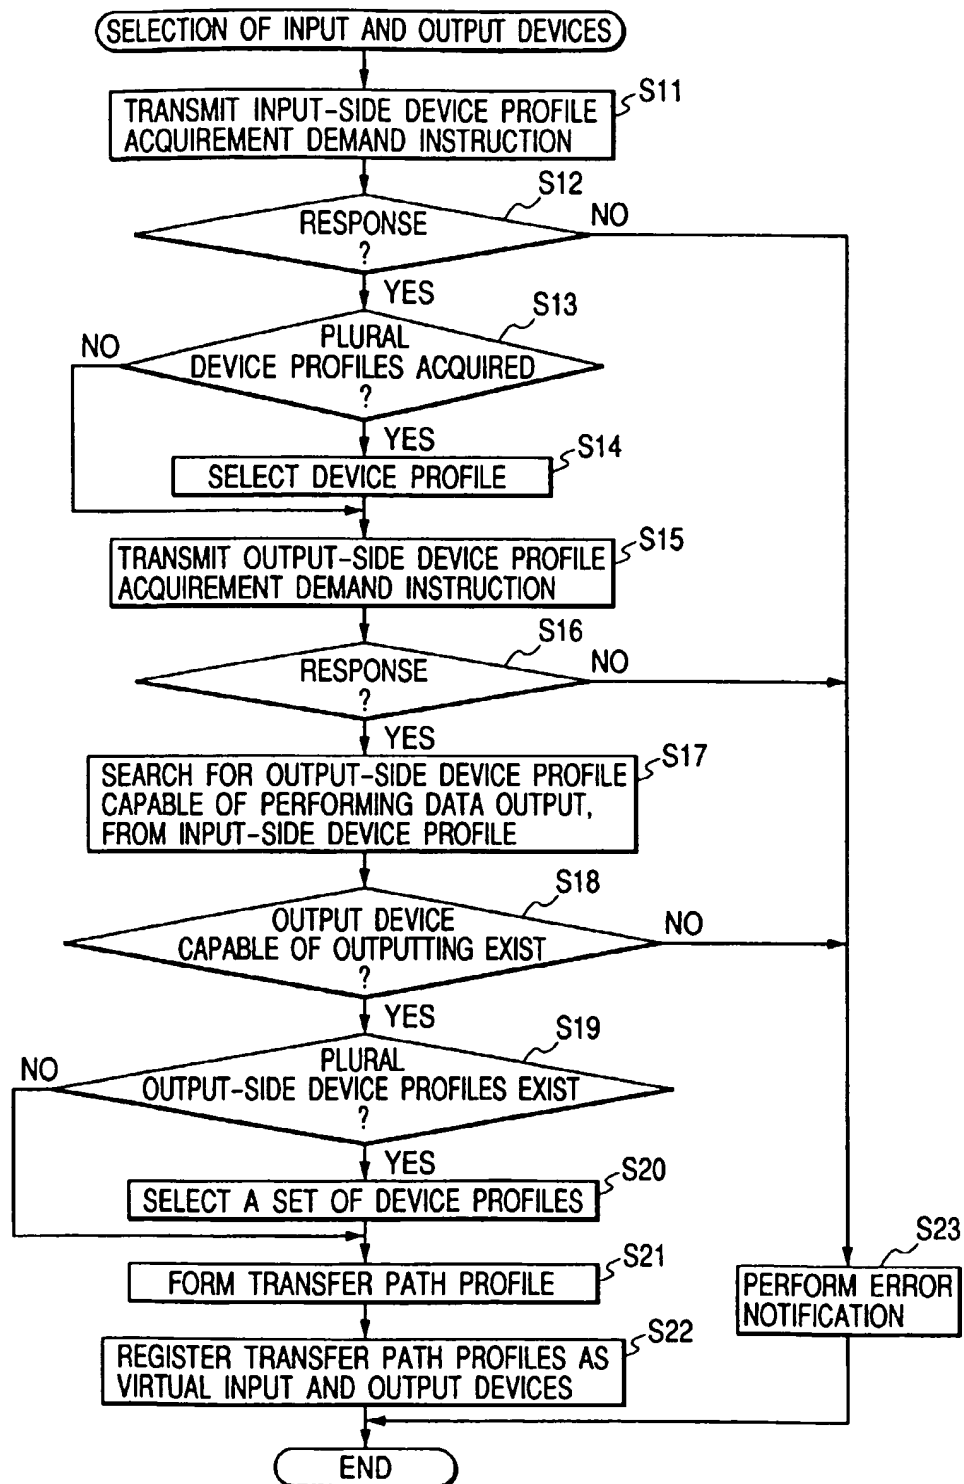 SELECTION OF INPUT AND OUTPUT DEVICES
S11
TRANSMIT INPUT-SIDE DEVICE PROFILE
ACQUIREMENT DEMAND INSTRUCTION
S12
RESPONSE
?
NO
YES
S13
PLURAL
DEVICE PROFILES ACQUIRED
?
NO
YES
S14
SELECT DEVICE PROFILE
S15
TRANSMIT OUTPUT-SIDE DEVICE PROFILE
ACQUIREMENT DEMAND INSTRUCTION
S16
RESPONSE
?
NO
YES
S17
SEARCH FOR OUTPUT-SIDE DEVICE PROFILE
CAPABLE OF PERFORMING DATA OUTPUT,
FROM INPUT-SIDE DEVICE PROFILE
S18
OUTPUT DEVICE
CAPABLE OF OUTPUTTING EXIST
?
NO
YES
S19
PLURAL
OUTPUT-SIDE DEVICE PROFILES EXIST
?
NO
YES
S20
SELECT A SET OF DEVICE PROFILES
S21
FORM TRANSFER PATH PROFILE
S22
REGISTER TRANSFER PATH PROFILES AS
VIRTUAL INPUT AND OUTPUT DEVICES
S23
PERFORM ERROR
NOTIFICATION
END